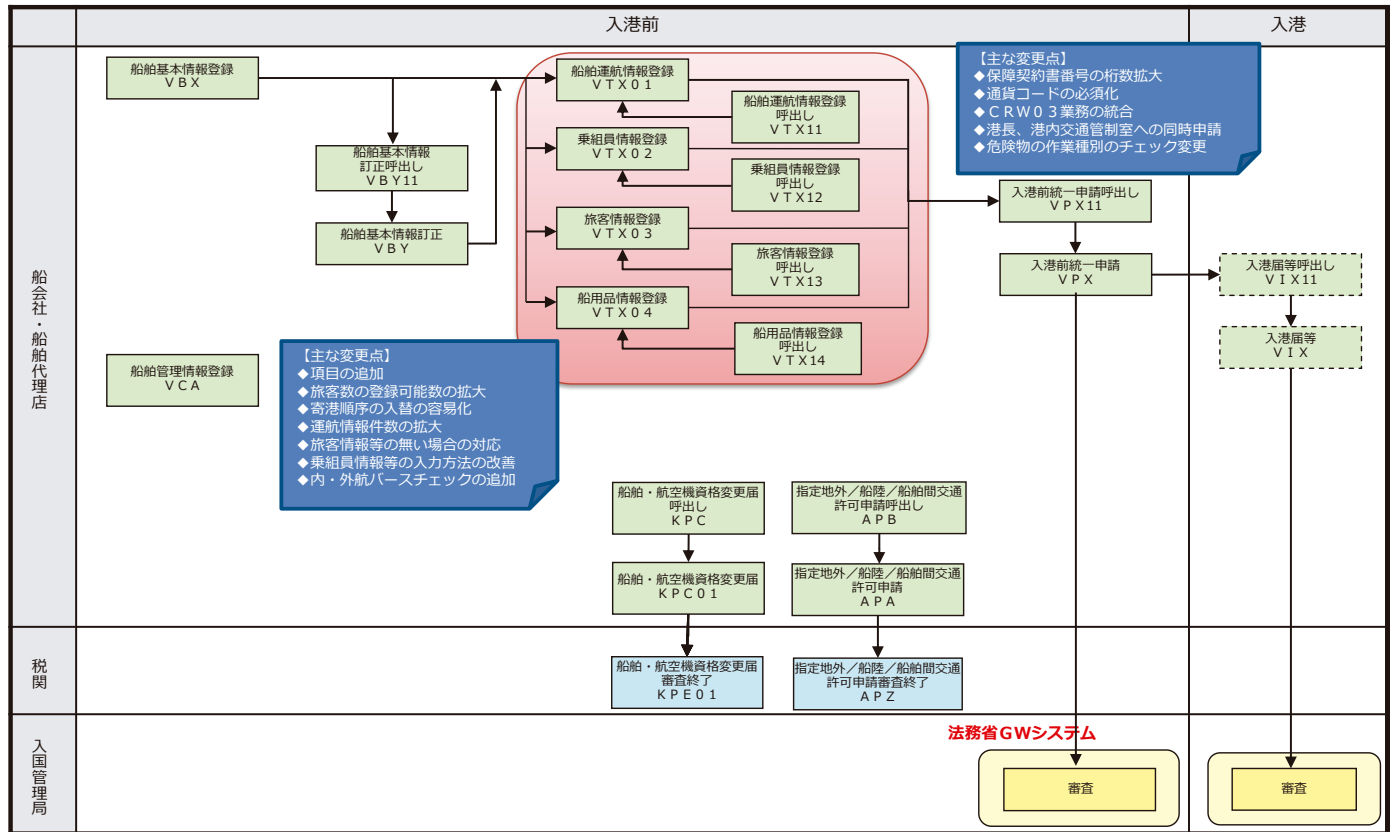 入港前
入港
船会社・船舶代理店
船舶基本情報登録
ＶＢＸ
船舶基本情報
訂正呼出し
ＶＢＹ11
船舶基本情報訂正
ＶＢＹ
船舶管理情報登録
ＶＣＡ
【主な変更点】
◆項目の追加
◆旅客数の登録可能数の拡大
◆寄港順序の入替の容易化
◆運航情報件数の拡大
◆旅客情報等の無い場合の対応
◆乗組員情報等の入力方法の改善
◆内・外航バースチェックの追加
船舶運航情報登録
ＶＴＸ０１
船舶運航情報登録
呼出し
ＶＴＸ11
乗組員情報登録
ＶＴＸ０２
乗組員情報登録
呼出し
ＶＴＸ12
旅客情報登録
ＶＴＸ０３
旅客情報登録
呼出し
ＶＴＸ13
船用品情報登録
ＶＴＸ０４
船用品情報登録
呼出し
ＶＴＸ14
【主な変更点】
◆保障契約書番号の桁数拡大
◆通貨コードの必須化
◆ＣＲＷ０３業務の統合
◆港長、港内交通管制室への同時申請
◆危険物の作業種別のチェック変更
入港前統一申請呼出し
ＶＰＸ11
入港前統一申請
ＶＰＸ
入港届等呼出し
ＶＩＸ11
入港届等
ＶＩＸ
船舶・航空機資格変更届
呼出し
ＫＰＣ
船舶・航空機資格変更届
ＫＰＣ０１
指定地外／船陸／船舶間交通
許可申請呼出し
ＡＰＢ
指定地外／船陸／船舶間交通
許可申請
ＡＰＡ
税関
船舶・航空機資格変更届
審査終了
ＫＰＥ０１
指定地外／船陸／船舶間交通
許可申請審査終了
ＡＰＺ
入国管理局
法務省ＧＷシステム
審査
審査